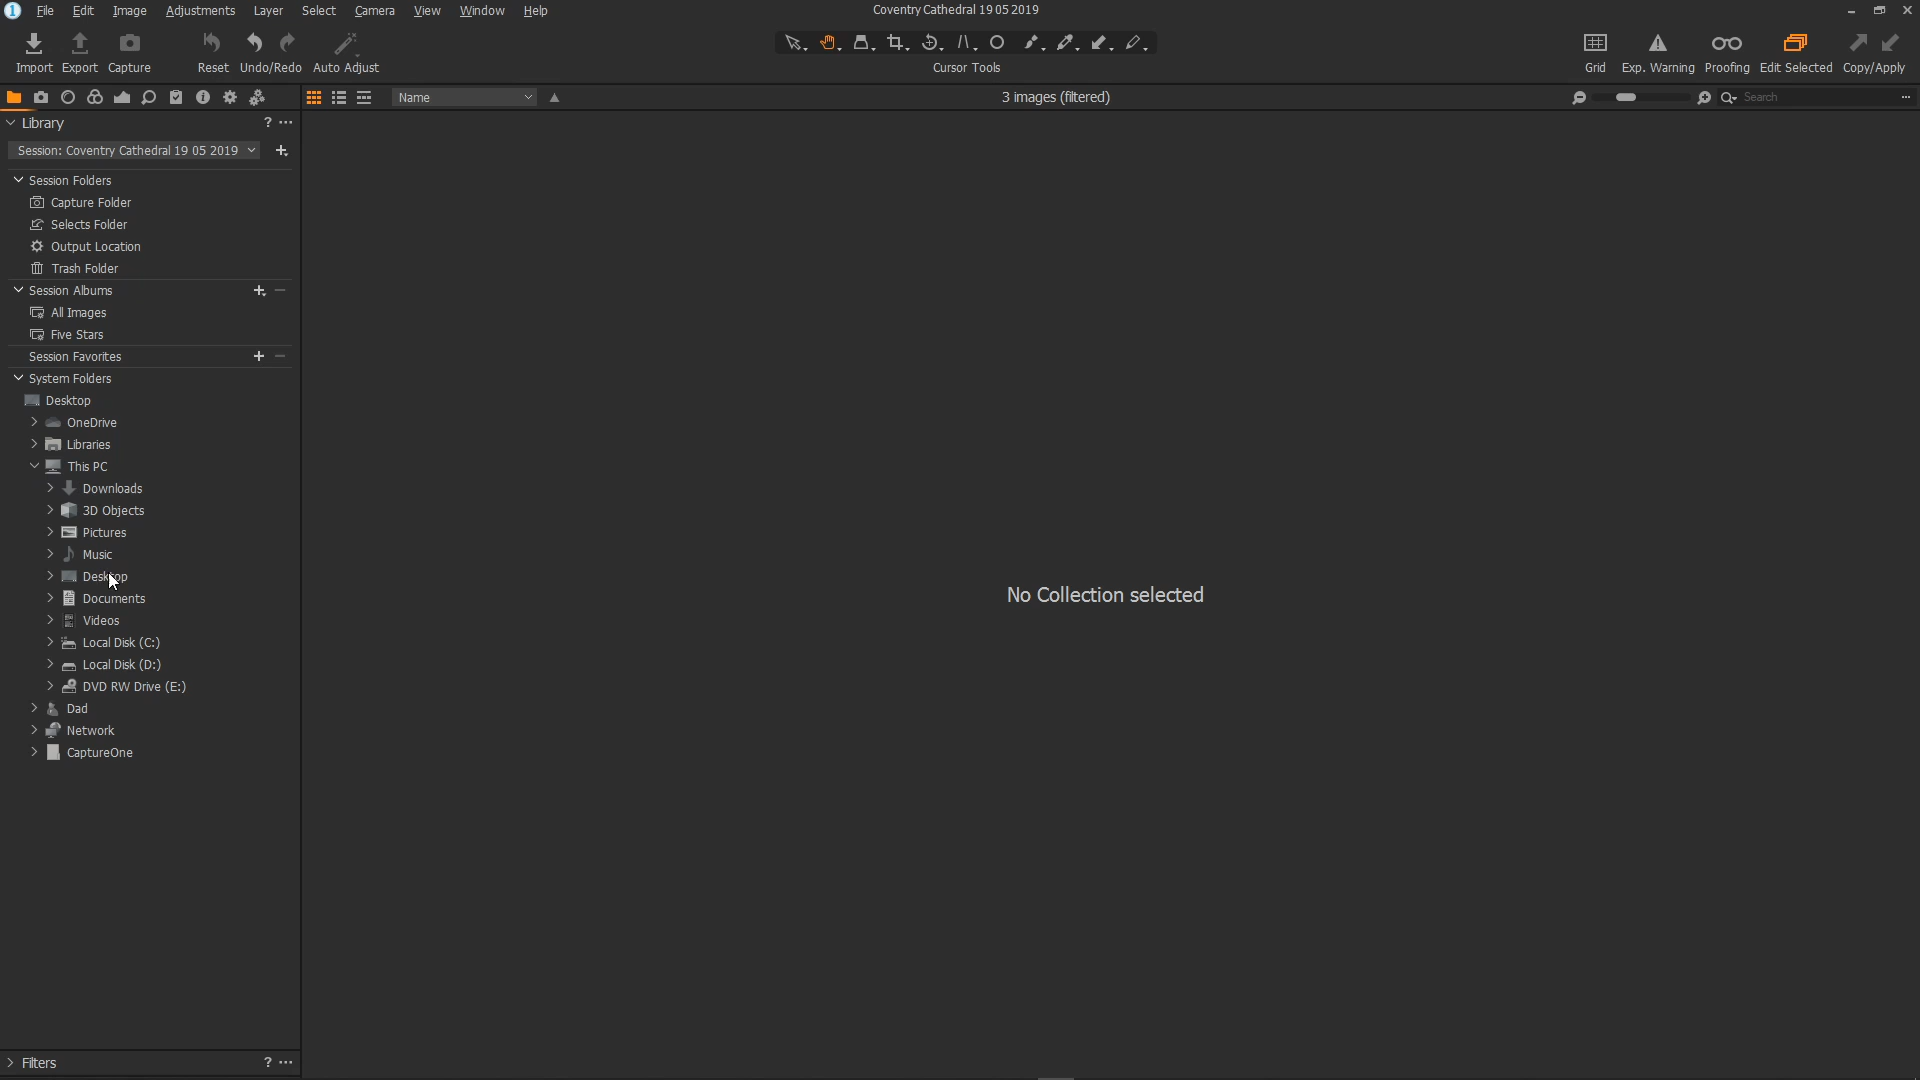 File Edit Image Adjustments Layer Select Camera View Window Help
Coventry Cathedral 19 05 2019
Import Export Capture Reset Undo/Redo Auto Adjust
Cursor Tools
Grid Exp. Warning Proofing Edit Selected Copy/Apply
Name
3 images (filtered)
Search
Library
Session: Coventry Cathedral 19 05 2019
Session Folders
Capture Folder
Selects Folder
Output Location
Trash Folder
Session Albums
All Images
Five Stars
Session Favorites
System Folders
Desktop
OneDrive
Libraries
This PC
Downloads
3D Objects
Pictures
Music
Desktop
Documents
Videos
Local Disk (C:)
Local Disk (D:)
DVD RW Drive (E:)
Dad
Network
CaptureOne
No Collection selected
Filters